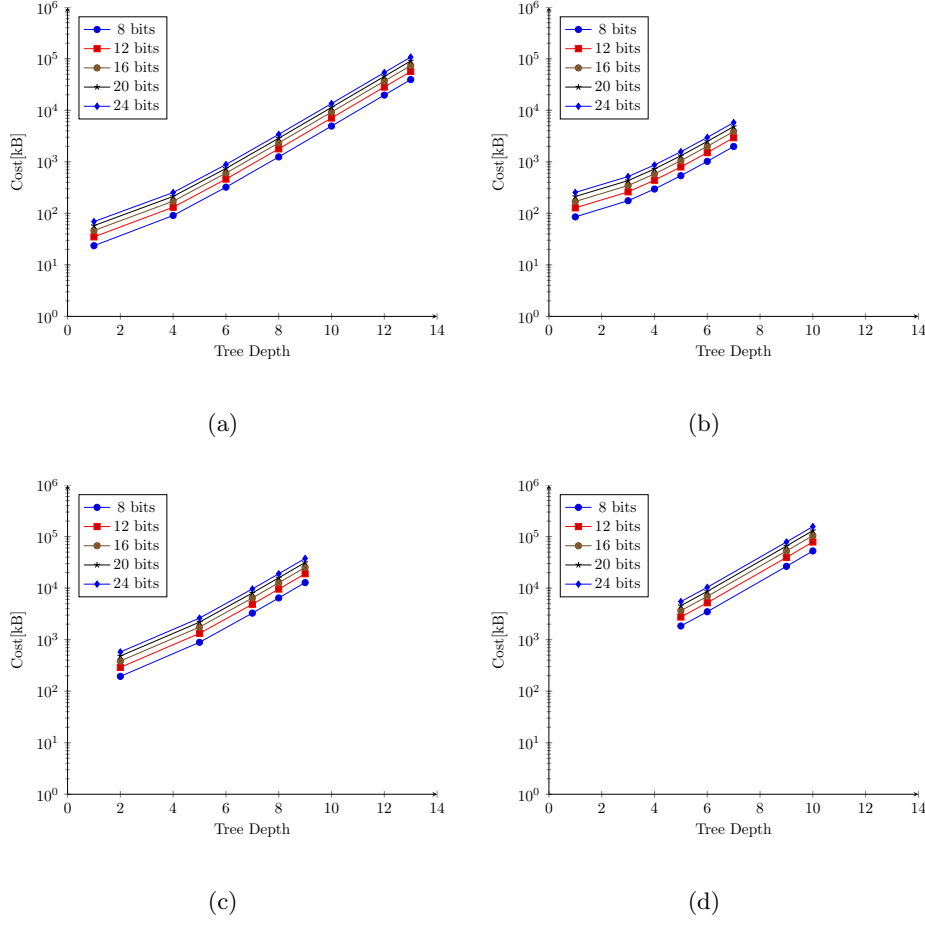 10^6
10^5
10^4
10^3
10^2
10^1
10^0
Cost[kB]
8 bits
12 bits
16 bits
20 bits
24 bits
0 2 4 6 8 10 12 14
Tree Depth
(a)
10^6
10^5
10^4
10^3
10^2
10^1
10^0
Cost[kB]
8 bits
12 bits
16 bits
20 bits
24 bits
0 2 4 6 8 10 12 14
Tree Depth
(b)
10^6
10^5
10^4
10^3
10^2
10^1
10^0
Cost[kB]
8 bits
12 bits
16 bits
20 bits
24 bits
0 2 4 6 8 10 12 14
Tree Depth
(c)
10^6
10^5
10^4
10^3
10^2
10^1
10^0
Cost[kB]
8 bits
12 bits
16 bits
20 bits
24 bits
0 2 4 6 8 10 12 14
Tree Depth
(d)